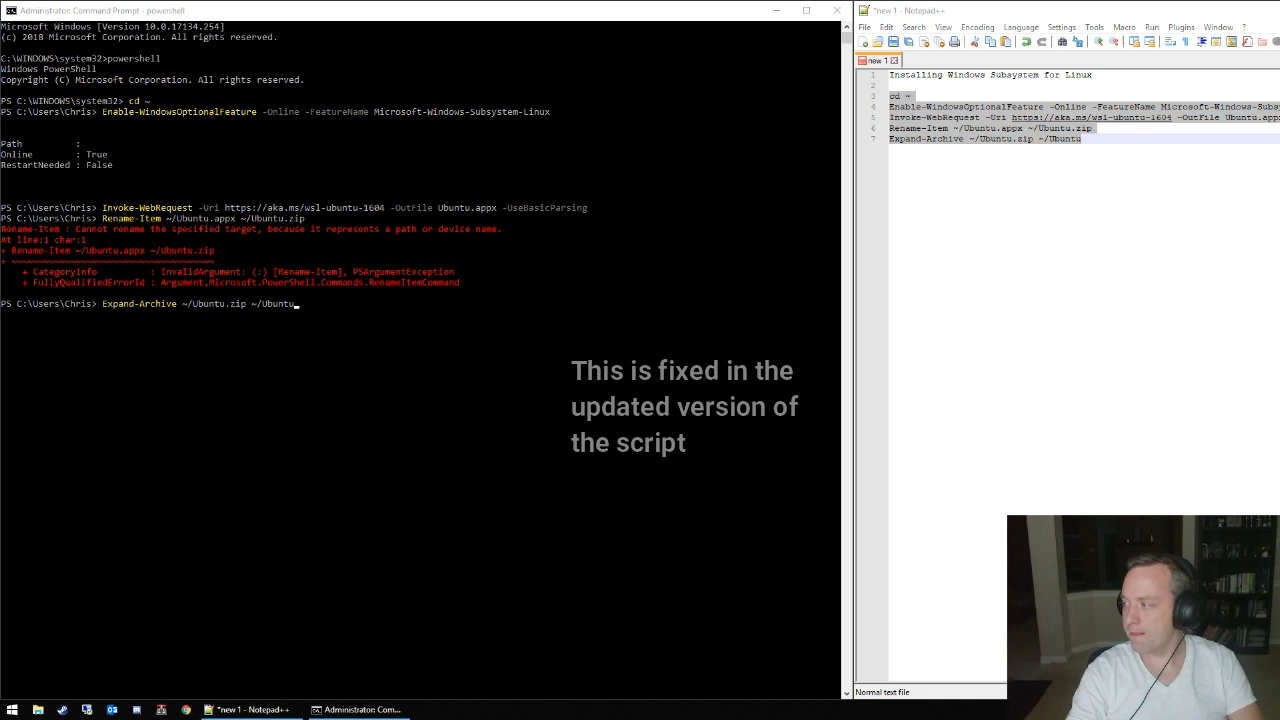 Administrator: Command Prompt - powershell
Microsoft Windows [Version 10.0.17134.254]
(c) 2018 Microsoft Corporation. All rights reserved.
C:\WINDOWS\system32>powershell
Windows PowerShell
Copyright (C) Microsoft Corporation. All rights reserved.
PS C:\WINDOWS\system32> cd ~
PS C:\Users\Chris> Enable-WindowsOptionalFeature -Online -FeatureName Microsoft-Windows-Subsystem-Linux
Path :
Online : True
RestartNeeded : False
PS C:\Users\Chris> Invoke-WebRequest -Uri https://aka.ms/wsl-ubuntu-1604 -OutFile Ubuntu.appx -UseBasicParsing
PS C:\Users\Chris> Rename-Item ~/Ubuntu.appx ~/Ubuntu.zip
Rename-Item : Cannot rename the specified target, because it represents a path or device name.
At line:1 char:1
+ Rename-Item ~/Ubuntu.appx ~/Ubuntu.zip
+ ~~~~~~~~~~~~~~~~~~~~~~~~~~~~~~~~~~~~~~
+ CategoryInfo : InvalidArgument: (:) [Rename-Item], PSArgumentException
+ FullyQualifiedErrorId : Argument,Microsoft.PowerShell.Commands.RenameItemCommand
PS C:\Users\Chris> Expand-Archive ~/Ubuntu.zip ~/Ubuntu
This is fixed in the
updated version of
the script
*new 1 - Notepad++
File Edit Search View Encoding Language Settings Tools Macro Run Plugins Window ?
new 1
1 Installing Windows Subsystem for Linux
2
3 cd ~
4 Enable-WindowsOptionalFeature -Online -FeatureName Microsoft-Windows-Subsy
5 Invoke-WebRequest -Uri https://aka.ms/wsl-ubuntu-1604 -OutFile Ubuntu.app
6 Rename-Item ~/Ubuntu.appx ~/Ubuntu.zip
7 Expand-Archive ~/Ubuntu.zip ~/Ubuntu
Normal text file
*new 1 - Notepad++
Administrator: Com...